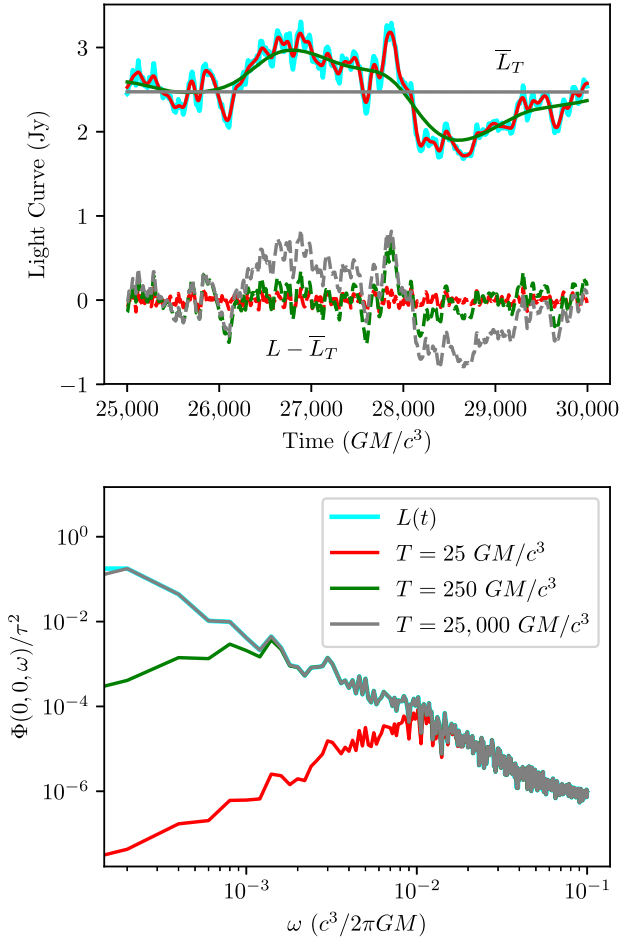 Light Curve (Jy)
3
2
1
0
−1
L̅_T
L − L̅_T
25,000 26,000 27,000 28,000 29,000 30,000
Time (GM/c³)
Φ(0, 0, ω)/τ²
10⁰
10⁻²
10⁻⁴
10⁻⁶
L(t)
T = 25 GM/c³
T = 250 GM/c³
T = 25,000 GM/c³
10⁻³ 10⁻² 10⁻¹
ω (c³/2πGM)